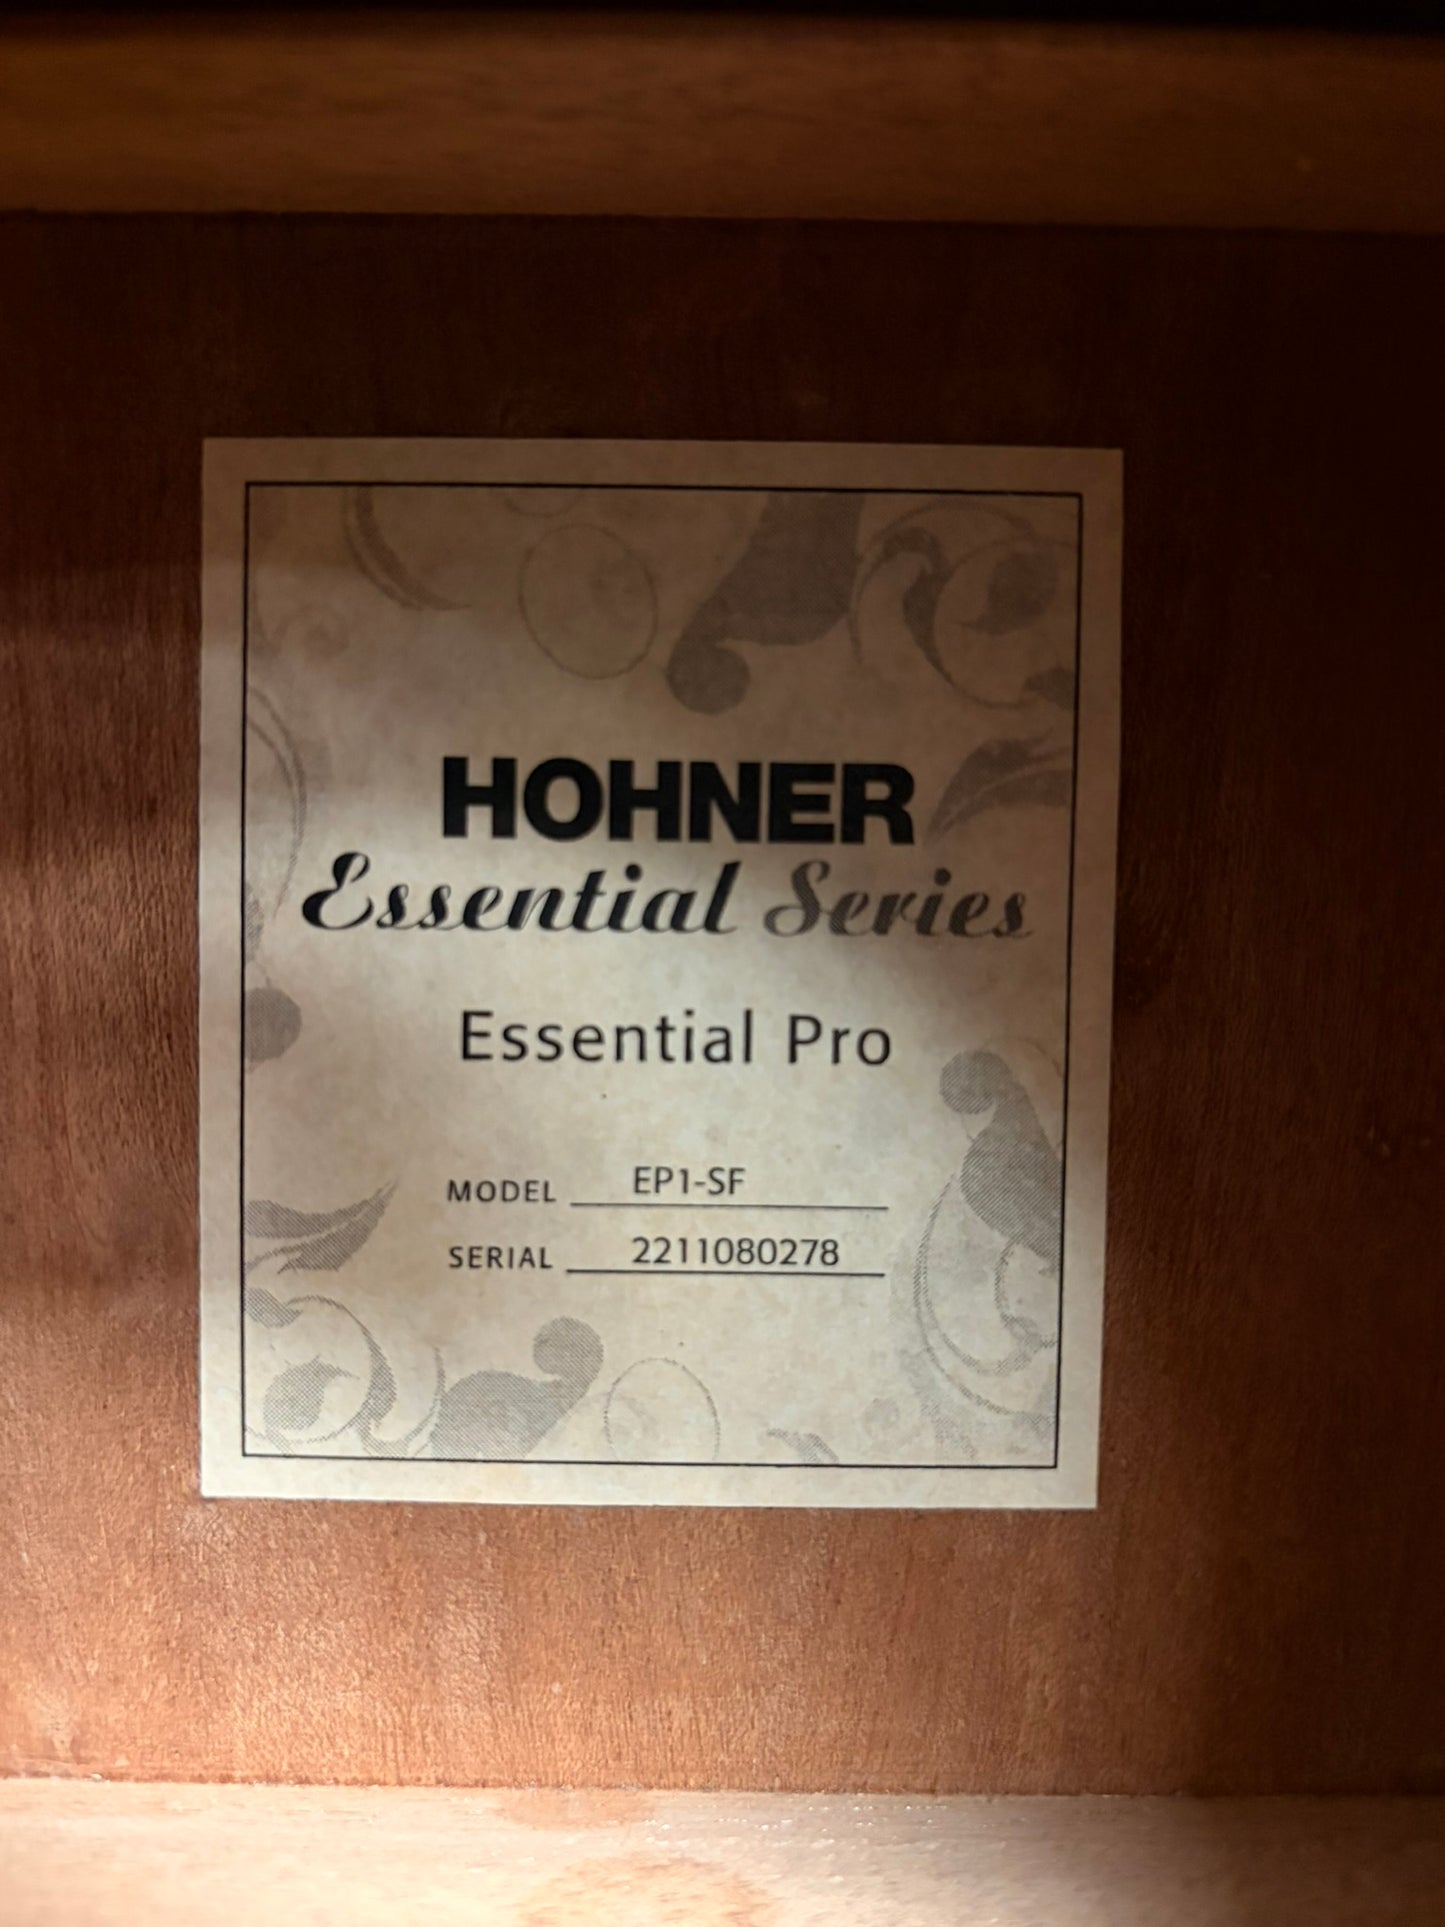 HOHNER
Essential Series
Essential Pro
MODEL EP1-SF
SERIAL 2211080278